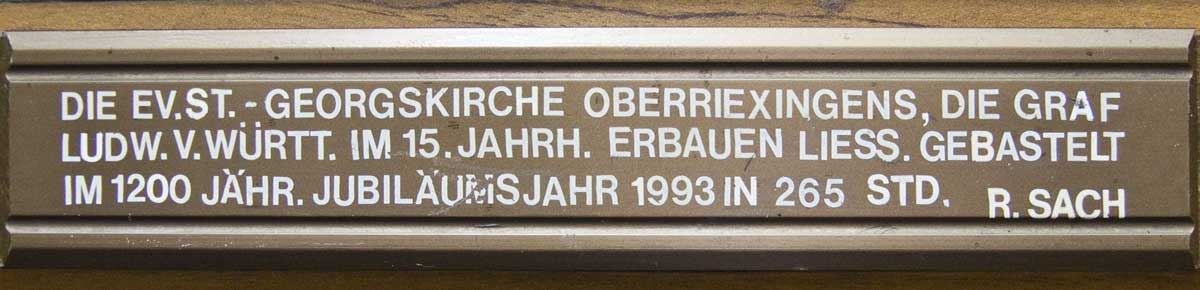 DIE EV.ST.-GEORGSKIRCHE OBERRIEXINGENS, DIE GRAF
LUDW. V. WÜRTT. IM 15. JAHRH. ERBAUEN LIESS. GEBASTELT
IM 1200 JÄHR. JUBILÄUMSJAHR 1993 IN 265 STD. R. SACH